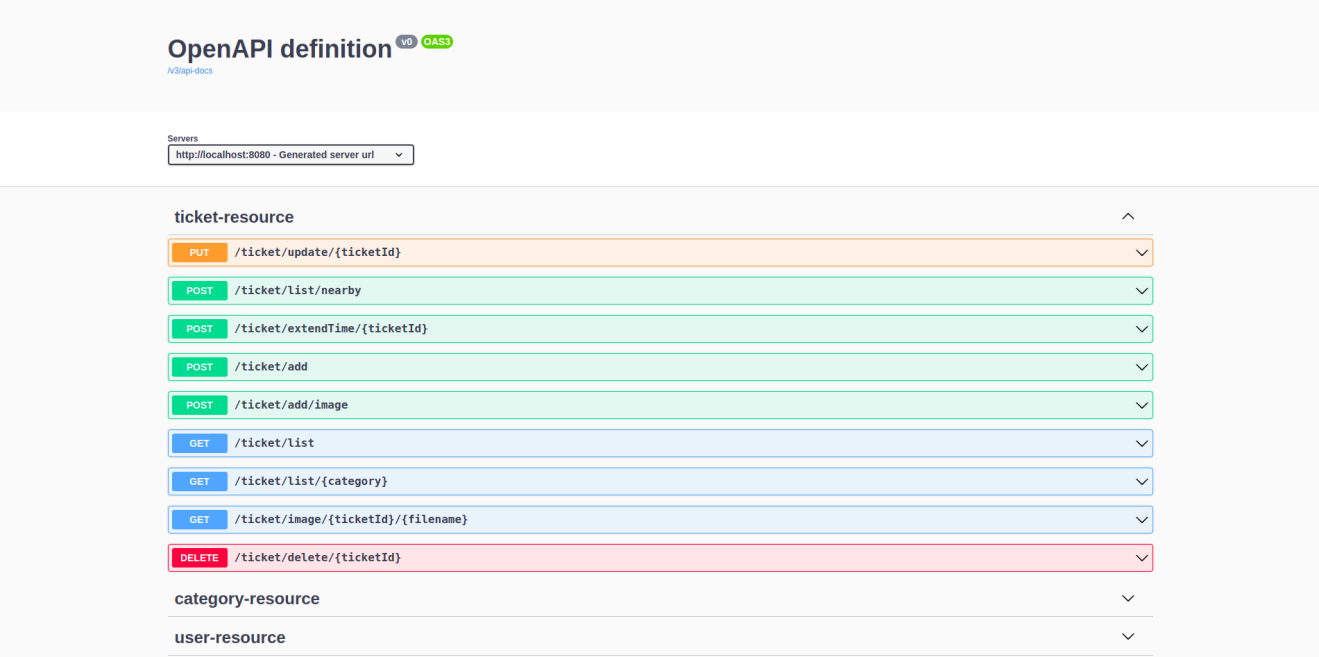 OpenAPI definition v0 OAS3
/v3/api-docs
Servers
http://localhost:8080 - Generated server url
ticket-resource
PUT /ticket/update/{ticketId}
POST /ticket/list/nearby
POST /ticket/extendTime/{ticketId}
POST /ticket/add
POST /ticket/add/image
GET /ticket/list
GET /ticket/list/{category}
GET /ticket/image/{ticketId}/{filename}
DELETE /ticket/delete/{ticketId}
category-resource
user-resource